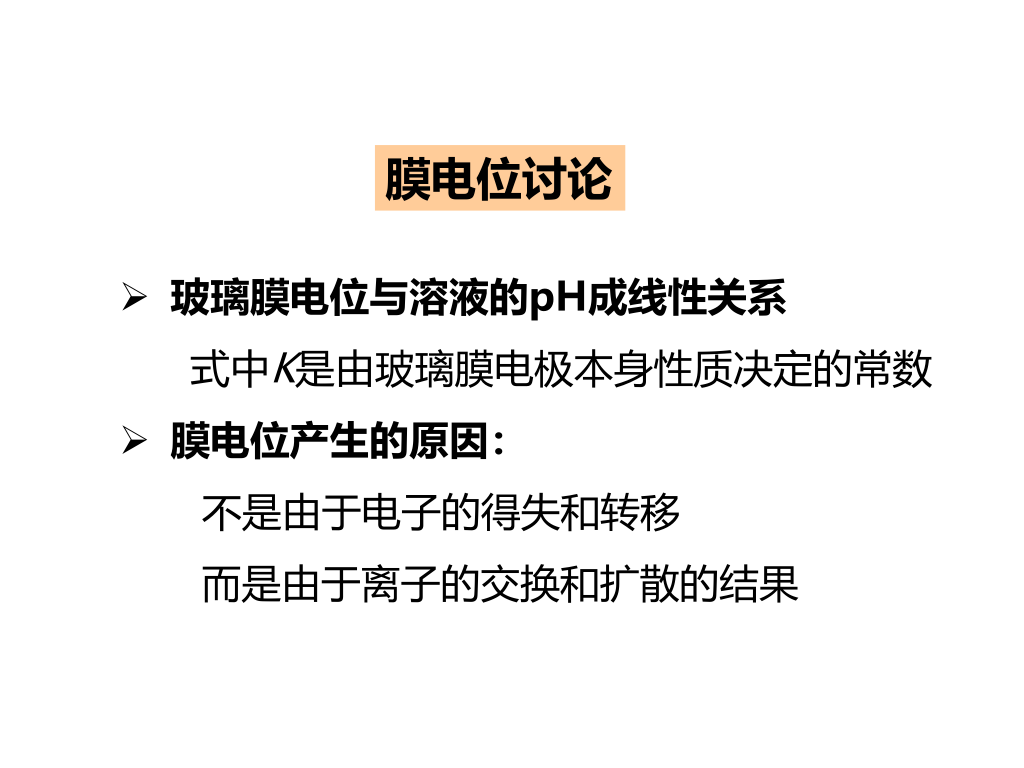 膜电位讨论
玻璃膜电位与溶液的pH成线性关系
式中K是由玻璃膜电极本身性质决定的常数
膜电位产生的原因：
不是由于电子的得失和转移
而是由于离子的交换和扩散的结果